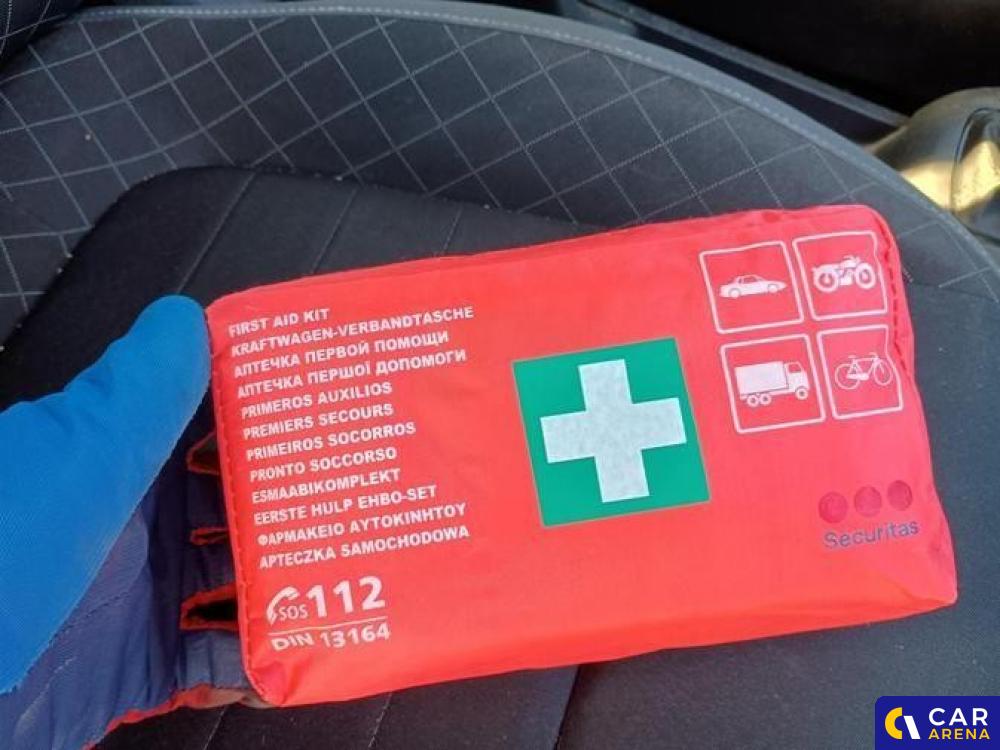 FIRST AID KIT
KRAFTWAGEN-VERBANDTASCHE
АПТЕЧКА ПЕРВОЙ ПОМОЩИ
АПТЕЧКА ПЕРШОЇ ДОПОМОГИ
PRIMEROS AUXILIOS
PREMIERS SECOURS
PRIMEIROS SOCORROS
PRONTO SOCCORSO
ESMAABIKOMPLEKT
EERSTE HULP EHBO-SET
ΦΑΡΜΑΚΕΙΟ ΑΥΤΟΚΙΝΗΤΟΥ
APTECZKA SAMOCHODOWA
SOS 112
DIN 13164
Securitas
CAR
ARENA